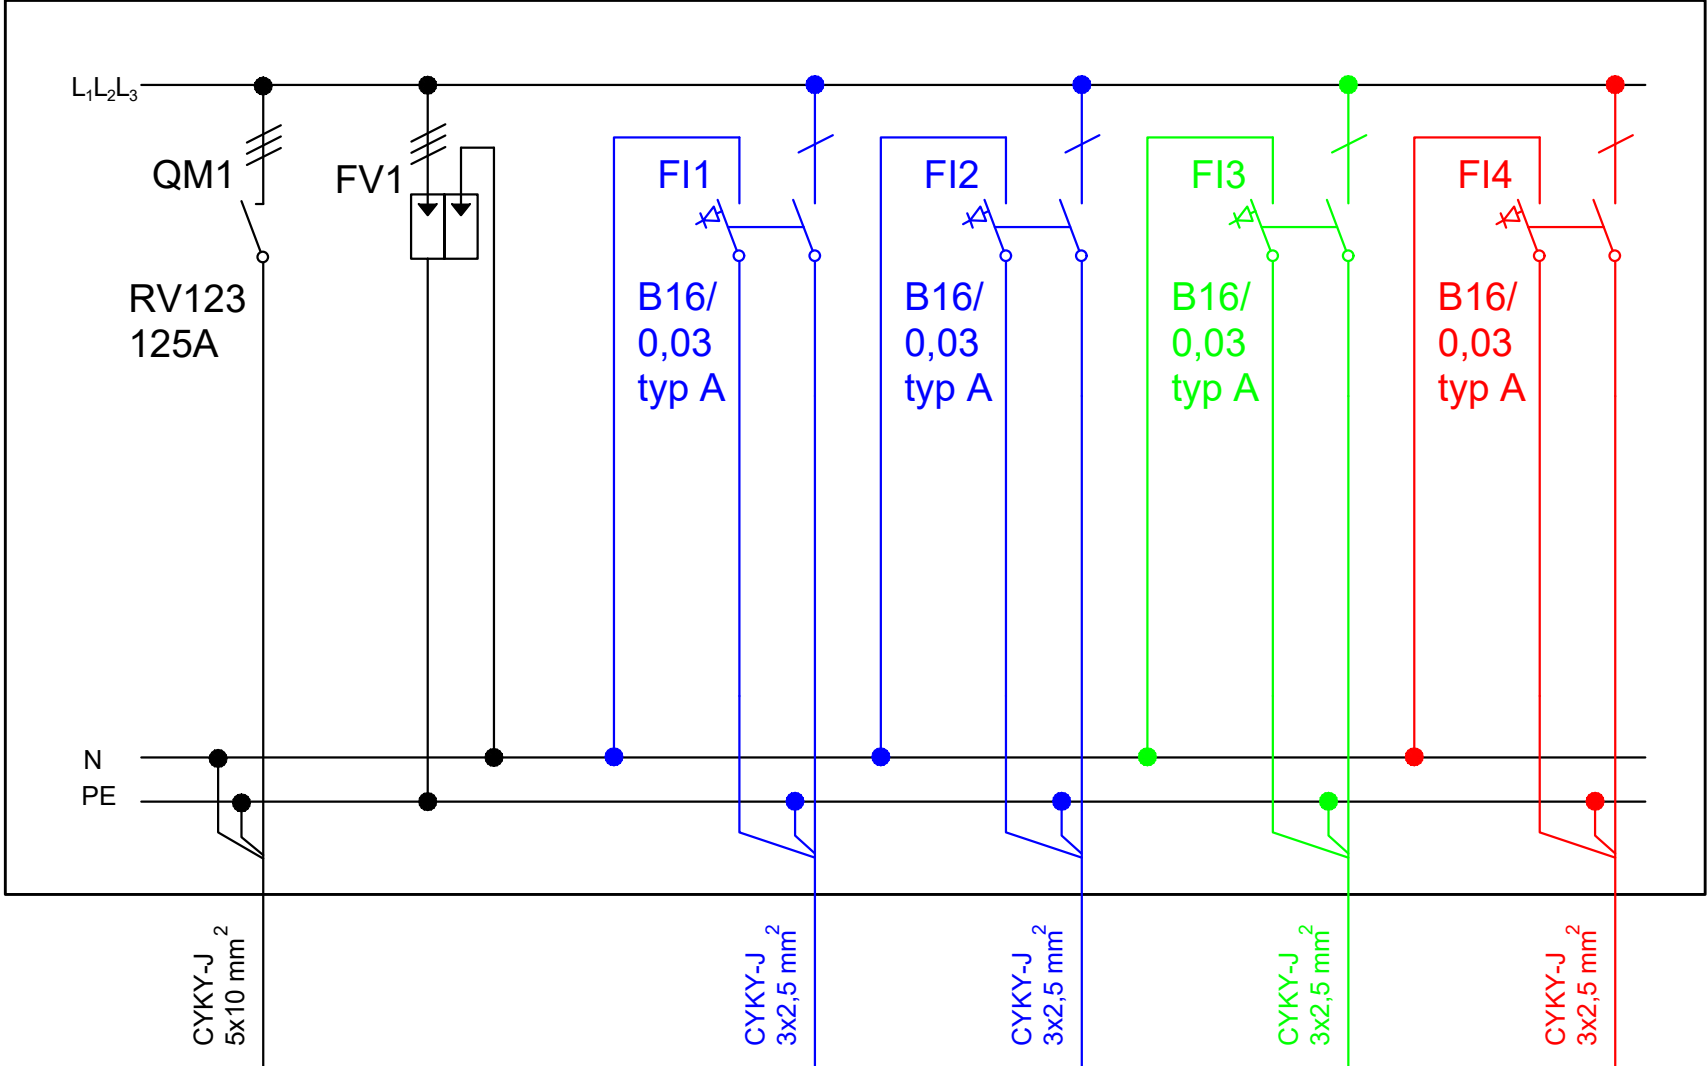 L₁L₂L₃
QM1
FV1
FI1
FI2
FI3
FI4
RV123
125A
B16/
0,03
typ A
B16/
0,03
typ A
B16/
0,03
typ A
B16/
0,03
typ A
N
PE
CYKY-J
5x10 mm²
CYKY-J
3x2,5 mm²
CYKY-J
3x2,5 mm²
CYKY-J
3x2,5 mm²
CYKY-J
3x2,5 mm²